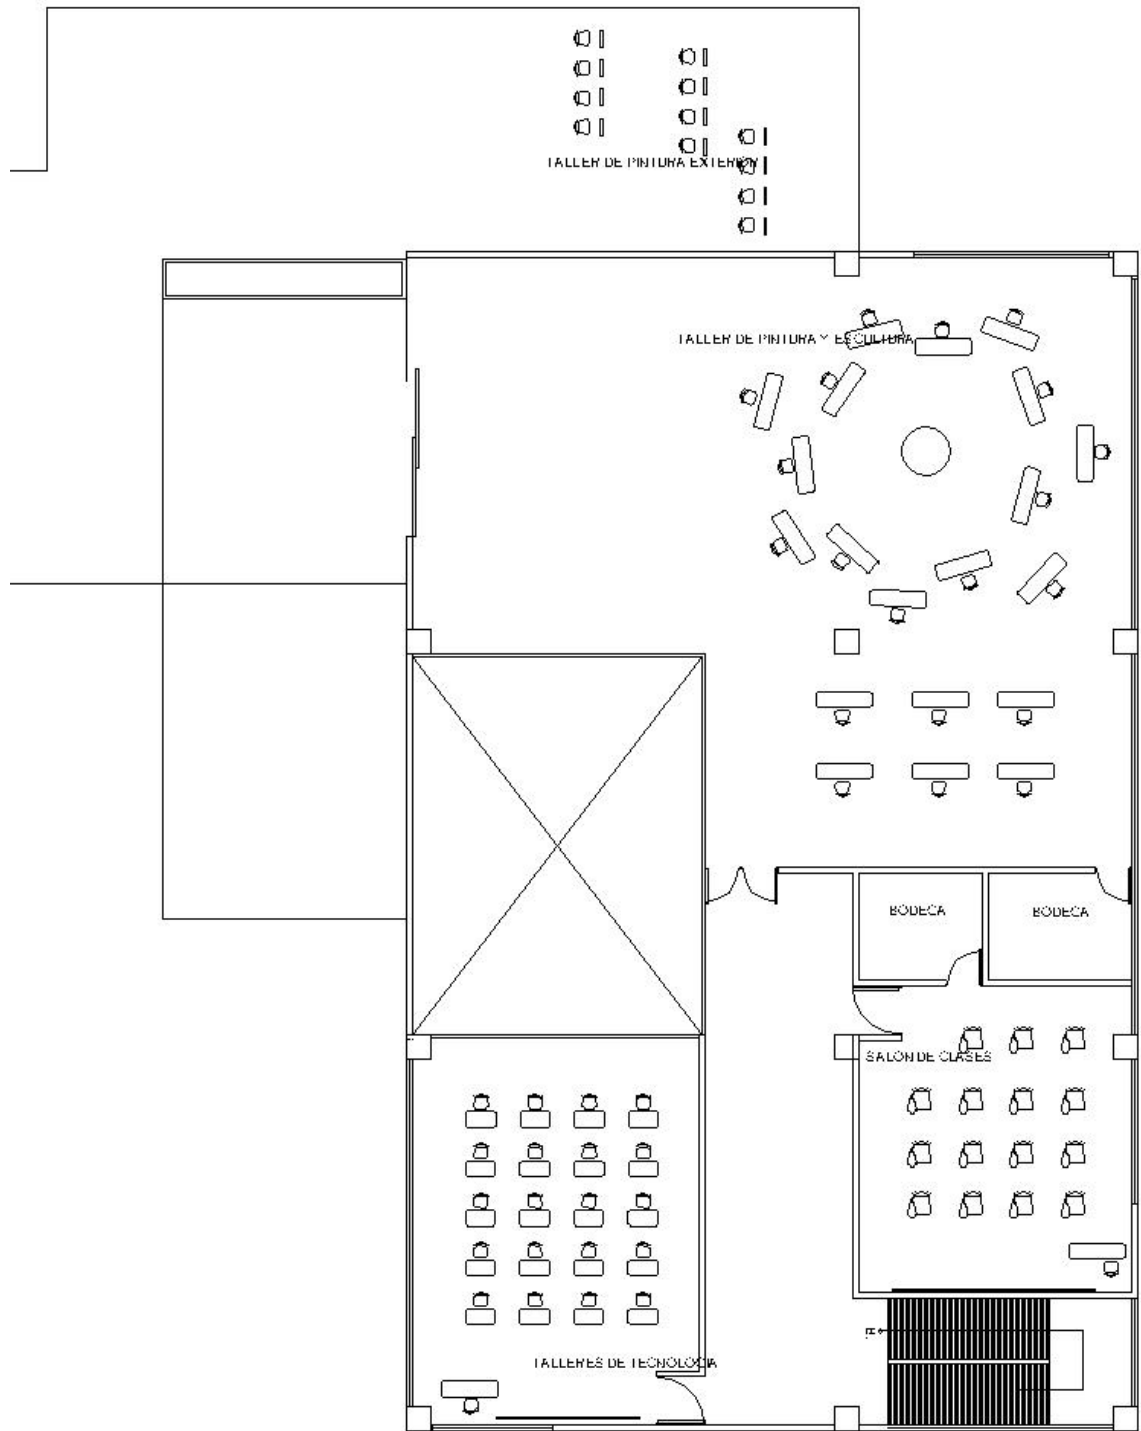 TALLER DE PINTURA EXTERIOR
TALLER DE PINTURA Y ESCULTURA
BODEGA
BODEGA
SALON DE CLASES
TALLERES DE TECNOLOGIA